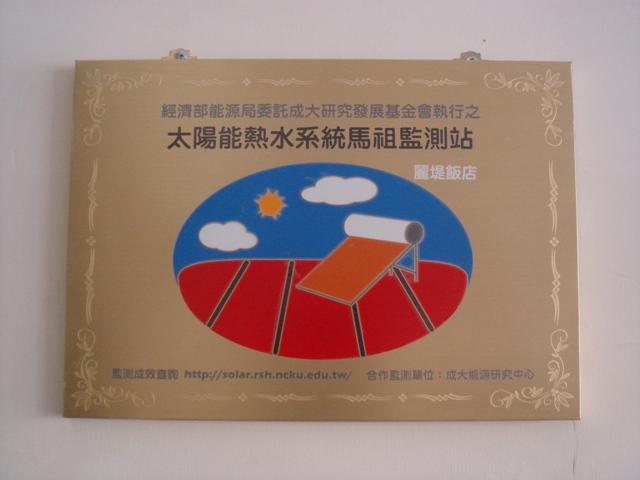 經濟部能源局委託成大研究發展基金會執行之
太陽能熱水系統馬祖監測站
麗堤飯店
監測成效查詢 http://solar.rsh.ncku.edu.tw/ 合作監測單位：成大能源研究中心